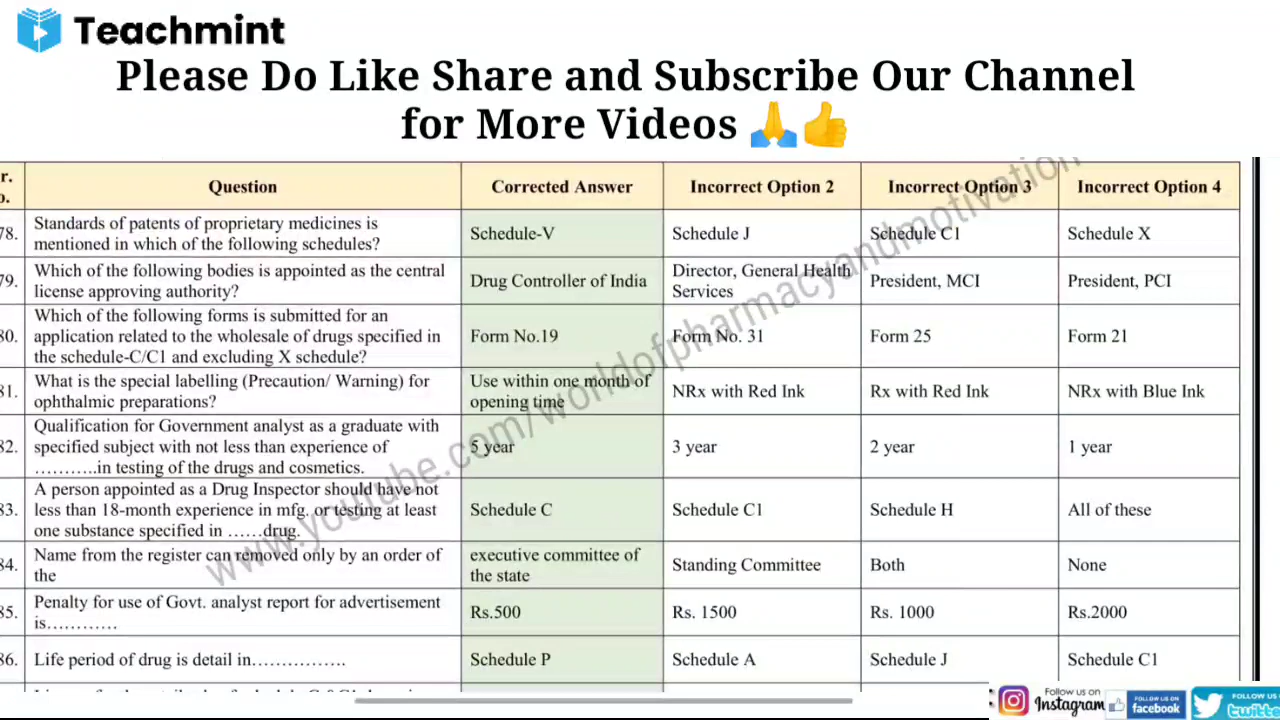 Teachmint
Please Do Like Share and Subscribe Our Channel
for More Videos 🙏👍
r.
o.
Question
Corrected Answer
Incorrect Option 2
Incorrect Option 3
Incorrect Option 4
78.
Standards of patents of proprietary medicines is
mentioned in which of the following schedules?
Schedule-V
Schedule J
Schedule C1
Schedule X
79.
Which of the following bodies is appointed as the central
license approving authority?
Drug Controller of India
Director, General Health
Services
President, MCI
President, PCI
80.
Which of the following forms is submitted for an
application related to the wholesale of drugs specified in
the schedule-C/C1 and excluding X schedule?
Form No.19
Form No. 31
Form 25
Form 21
81.
What is the special labelling (Precaution/ Warning) for
ophthalmic preparations?
Use within one month of
opening time
NRx with Red Ink
Rx with Red Ink
NRx with Blue Ink
82.
Qualification for Government analyst as a graduate with
specified subject with not less than experience of
………..in testing of the drugs and cosmetics.
5 year
3 year
2 year
1 year
83.
A person appointed as a Drug Inspector should have not
less than 18-month experience in mfg. or testing at least
one substance specified in ……drug.
Schedule C
Schedule C1
Schedule H
All of these
84.
Name from the register can removed only by an order of
the
executive committee of
the state
Standing Committee
Both
None
85.
Penalty for use of Govt. analyst report for advertisement
is…………
Rs.500
Rs. 1500
Rs. 1000
Rs.2000
86.
Life period of drug is detail in…………….
Schedule P
Schedule A
Schedule J
Schedule C1
www.youtube.com/worldofpharmacyandmotivation
Follow us on
Instagram
FOLLOW US ON
facebook
FOLLOW US
twitte